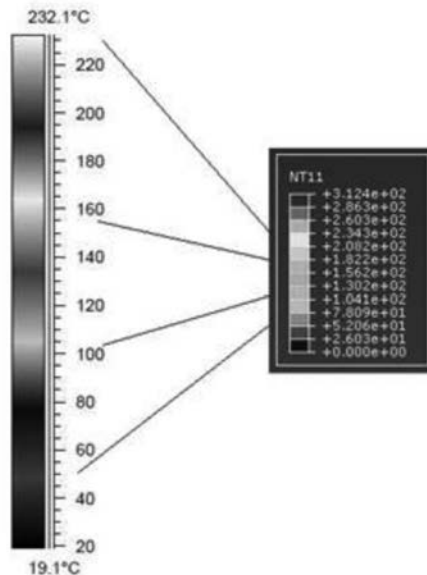 232.1°C
220
200
180
160
140
120
100
80
60
40
20
19.1°C
NT11
+3.124e+02
+2.863e+02
+2.603e+02
+2.343e+02
+2.082e+02
+1.822e+02
+1.562e+02
+1.302e+02
+1.041e+02
+7.809e+01
+5.206e+01
+2.603e+01
+0.000e+00